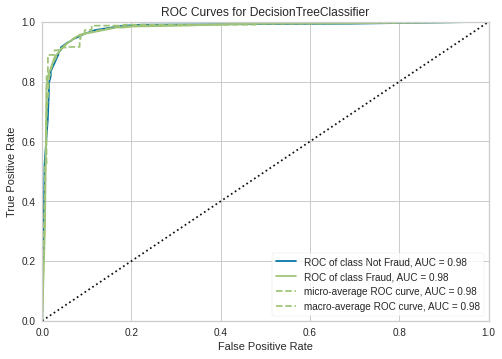 ROC Curves for DecisionTreeClassifier
1.0
0.8
0.6
0.4
0.2
0.0
True Positive Rate
ROC of class Not Fraud, AUC = 0.98
ROC of class Fraud, AUC = 0.98
micro-average ROC curve, AUC = 0.98
macro-average ROC curve, AUC = 0.98
0.0 0.2 0.4 0.6 0.8 1.0
False Positive Rate